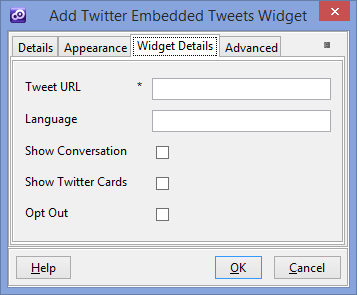 Add Twitter Embedded Tweets Widget
Details Appearance Widget Details Advanced
Tweet URL *
Language
Show Conversation
Show Twitter Cards
Opt Out
Help OK Cancel